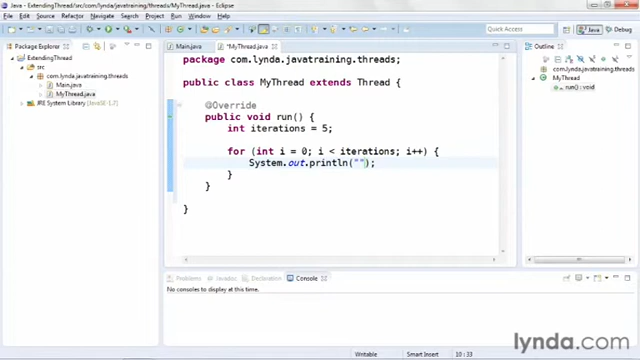 Java - ExtendingThread/src/com/lynda/javatraining/threads/MyThread.java - Eclipse
File Edit Source Refactor Navigate Search Project Run Window Help
Quick Access
Java
Debug
Package Explorer
ExtendingThread
src
com.lynda.javatraining.threads
Main.java
MyThread.java
JRE System Library [JavaSE-1.7]
Main.java
*MyThread.java
package com.lynda.javatraining.threads;
public class MyThread extends Thread {
@Override
public void run() {
int iterations = 5;
for (int i = 0; i < iterations; i++) {
System.out.println("");
}
}
}
Outline
com.lynda.javatraining.threads
MyThread
run() : void
Problems
Javadoc
Declaration
Console
No consoles to display at this time.
Writable
Smart Insert
10 : 33
lynda.com